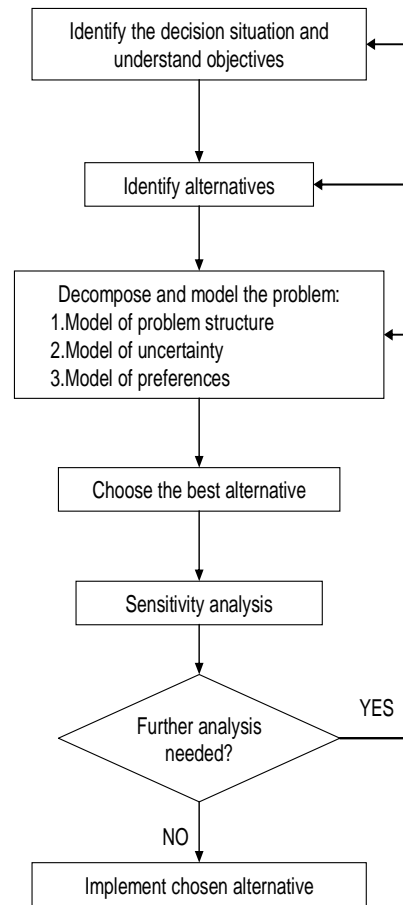 Identify the decision situation and
understand objectives
Identify alternatives
Decompose and model the problem:
1.Model of problem structure
2.Model of uncertainty
3.Model of preferences
Choose the best alternative
Sensitivity analysis
Further analysis
needed?
YES
NO
Implement chosen alternative